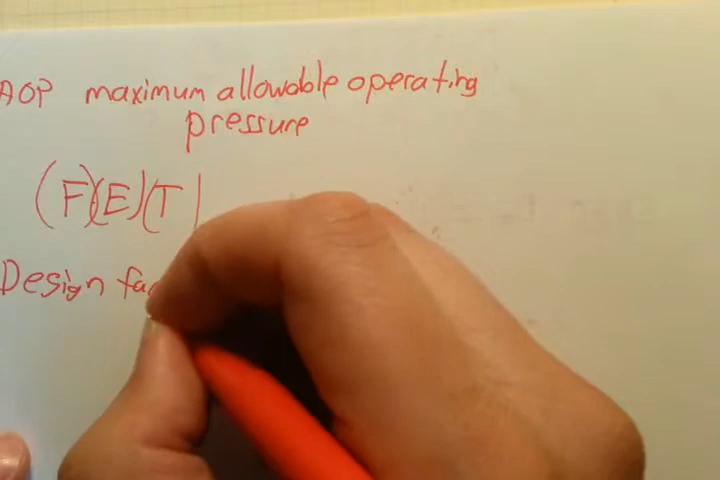 AOP maximum allowable operating
pressure
(F)(E)(T)
Design fa